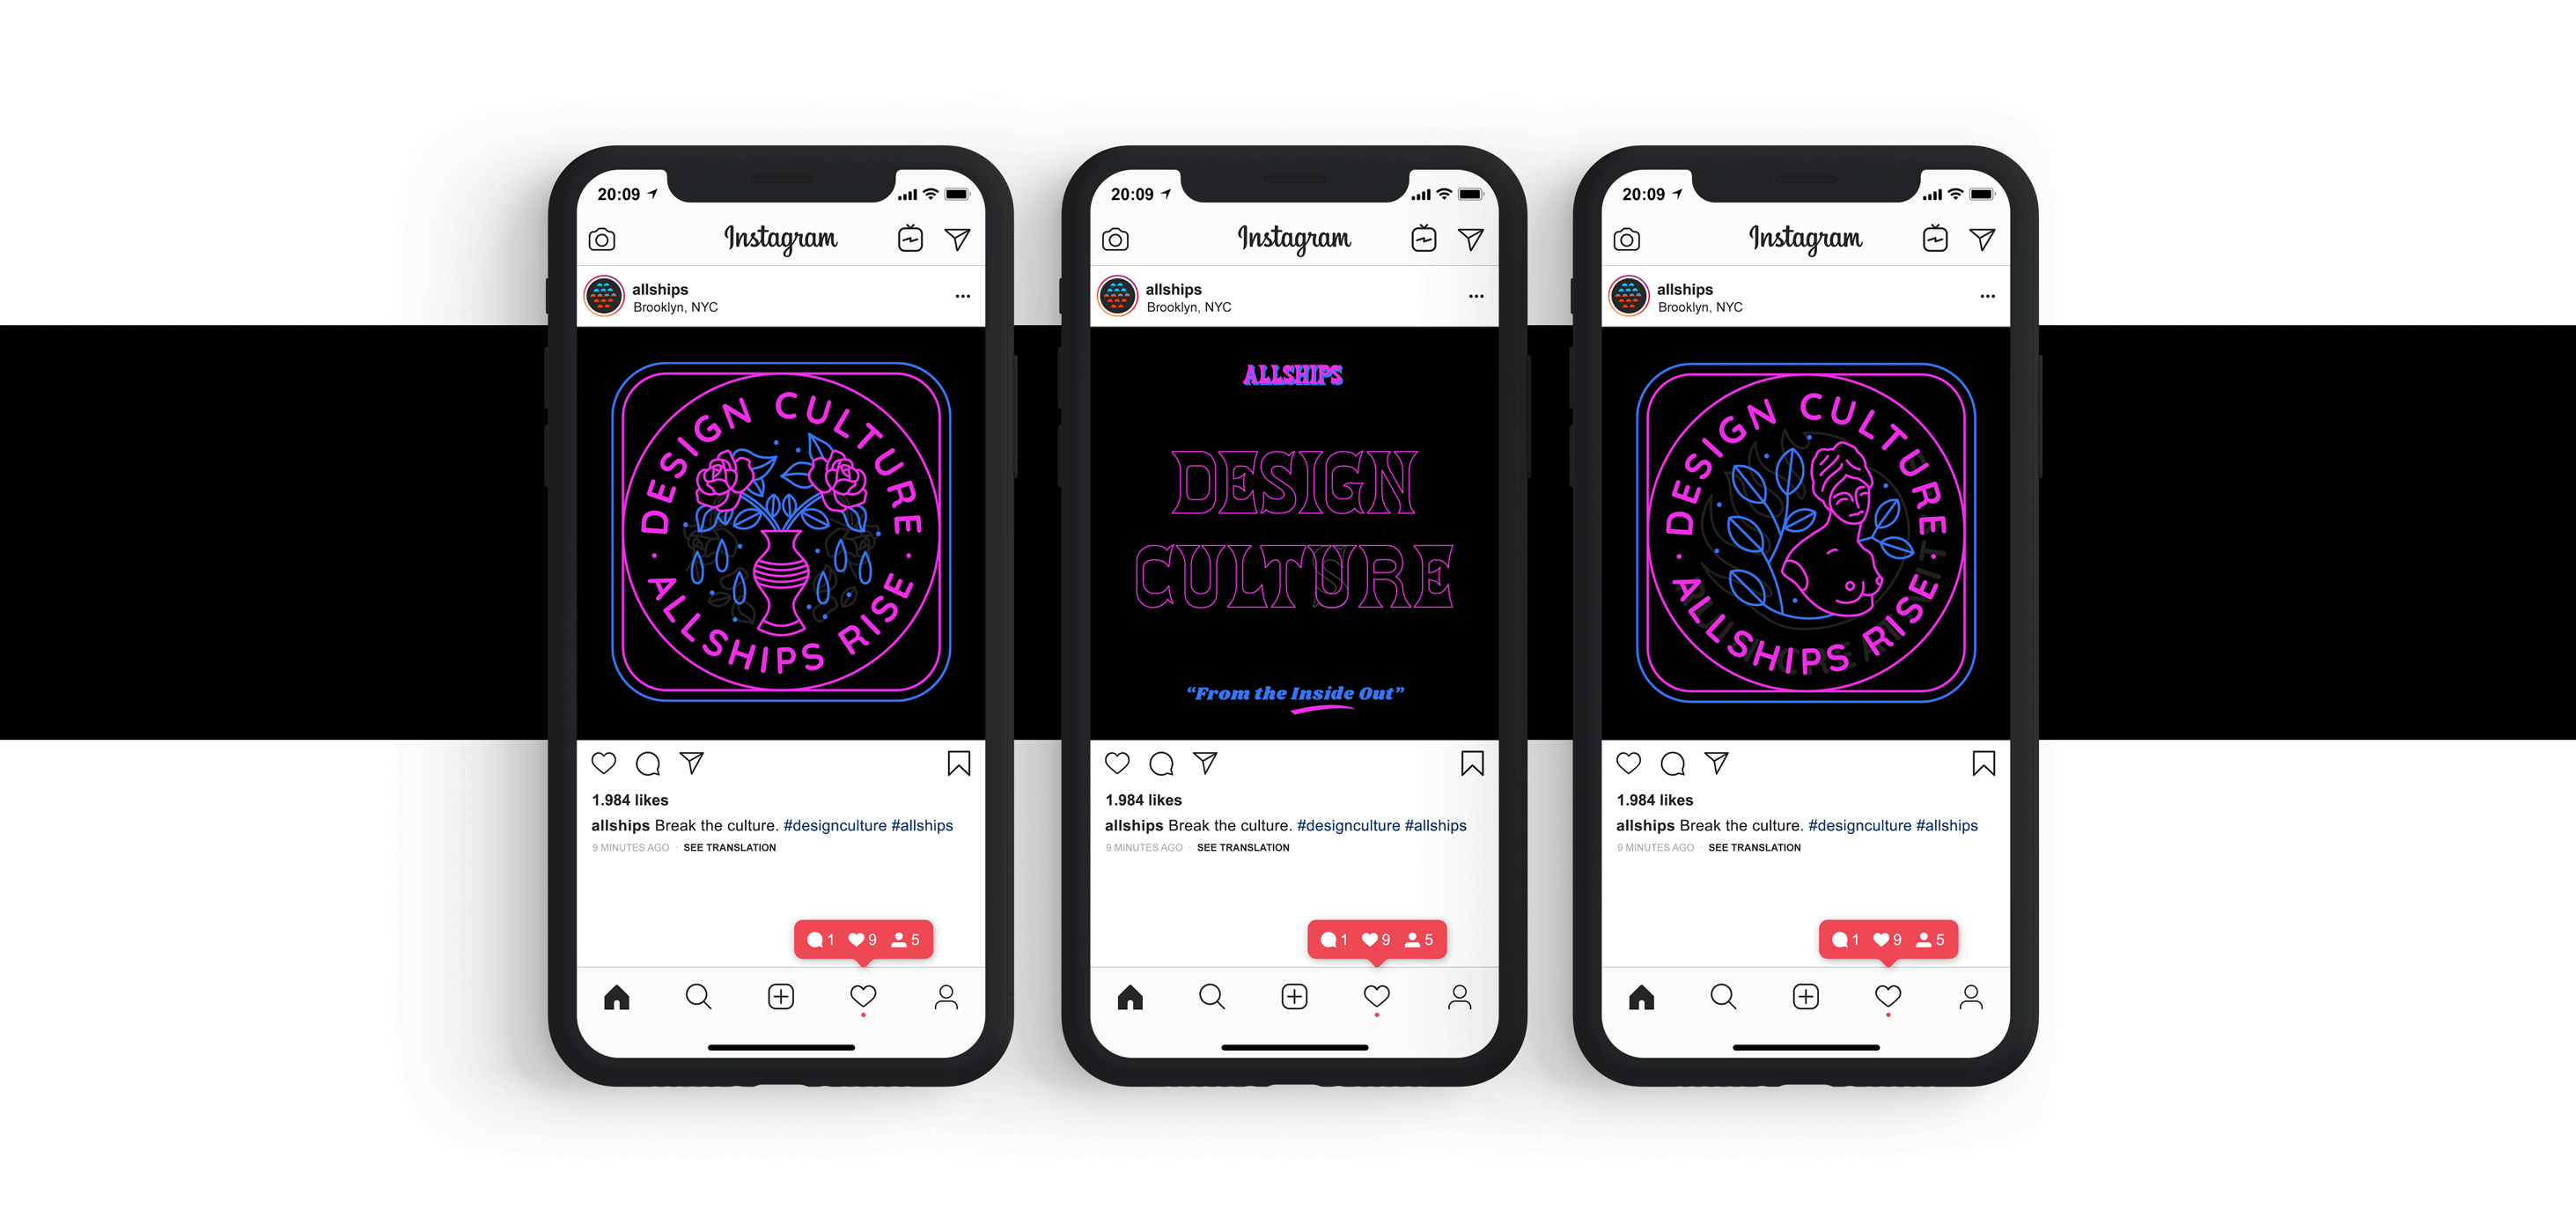 20:09
Instagram
allships
Brooklyn, NYC
DESIGN CULTURE
· ALLSHIPS RISE ·
1.984 likes
allships Break the culture. #designculture #allships
9 MINUTES AGO · SEE TRANSLATION
1 9 5
20:09
Instagram
allships
Brooklyn, NYC
ALLSHIPS
DESIGN
CULTURE
“From the Inside Out”
1.984 likes
allships Break the culture. #designculture #allships
9 MINUTES AGO · SEE TRANSLATION
1 9 5
20:09
Instagram
allships
Brooklyn, NYC
DESIGN CULTURE
· ALLSHIPS RISE ·
1.984 likes
allships Break the culture. #designculture #allships
9 MINUTES AGO · SEE TRANSLATION
1 9 5